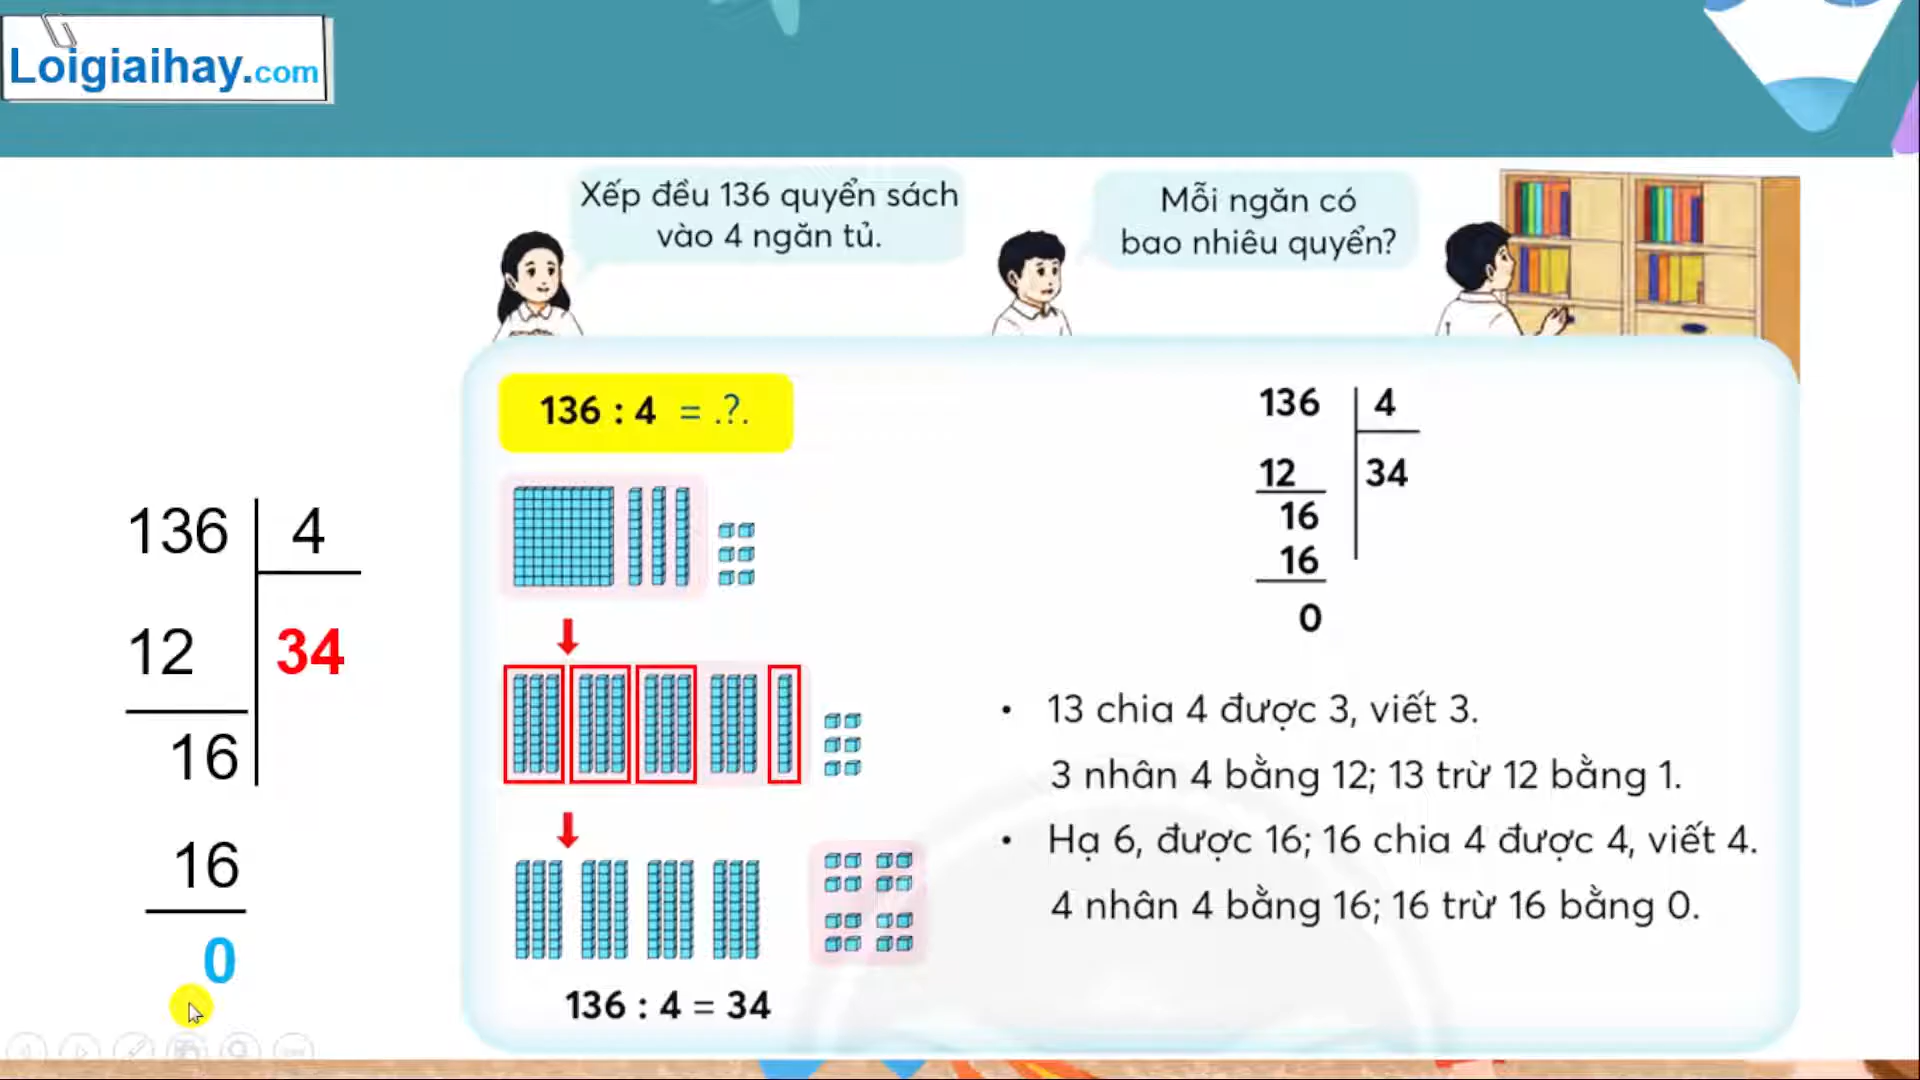 Loigiaihay.com
Xếp đều 136 quyển sách
vào 4 ngăn tủ.
Mỗi ngăn có
bao nhiêu quyển?
136 : 4 = .?.
136 4
12 34
16
16
0
136 4
12 34
16
16
0
• 13 chia 4 được 3, viết 3.
3 nhân 4 bằng 12; 13 trừ 12 bằng 1.
• Hạ 6, được 16; 16 chia 4 được 4, viết 4.
4 nhân 4 bằng 16; 16 trừ 16 bằng 0.
136 : 4 = 34